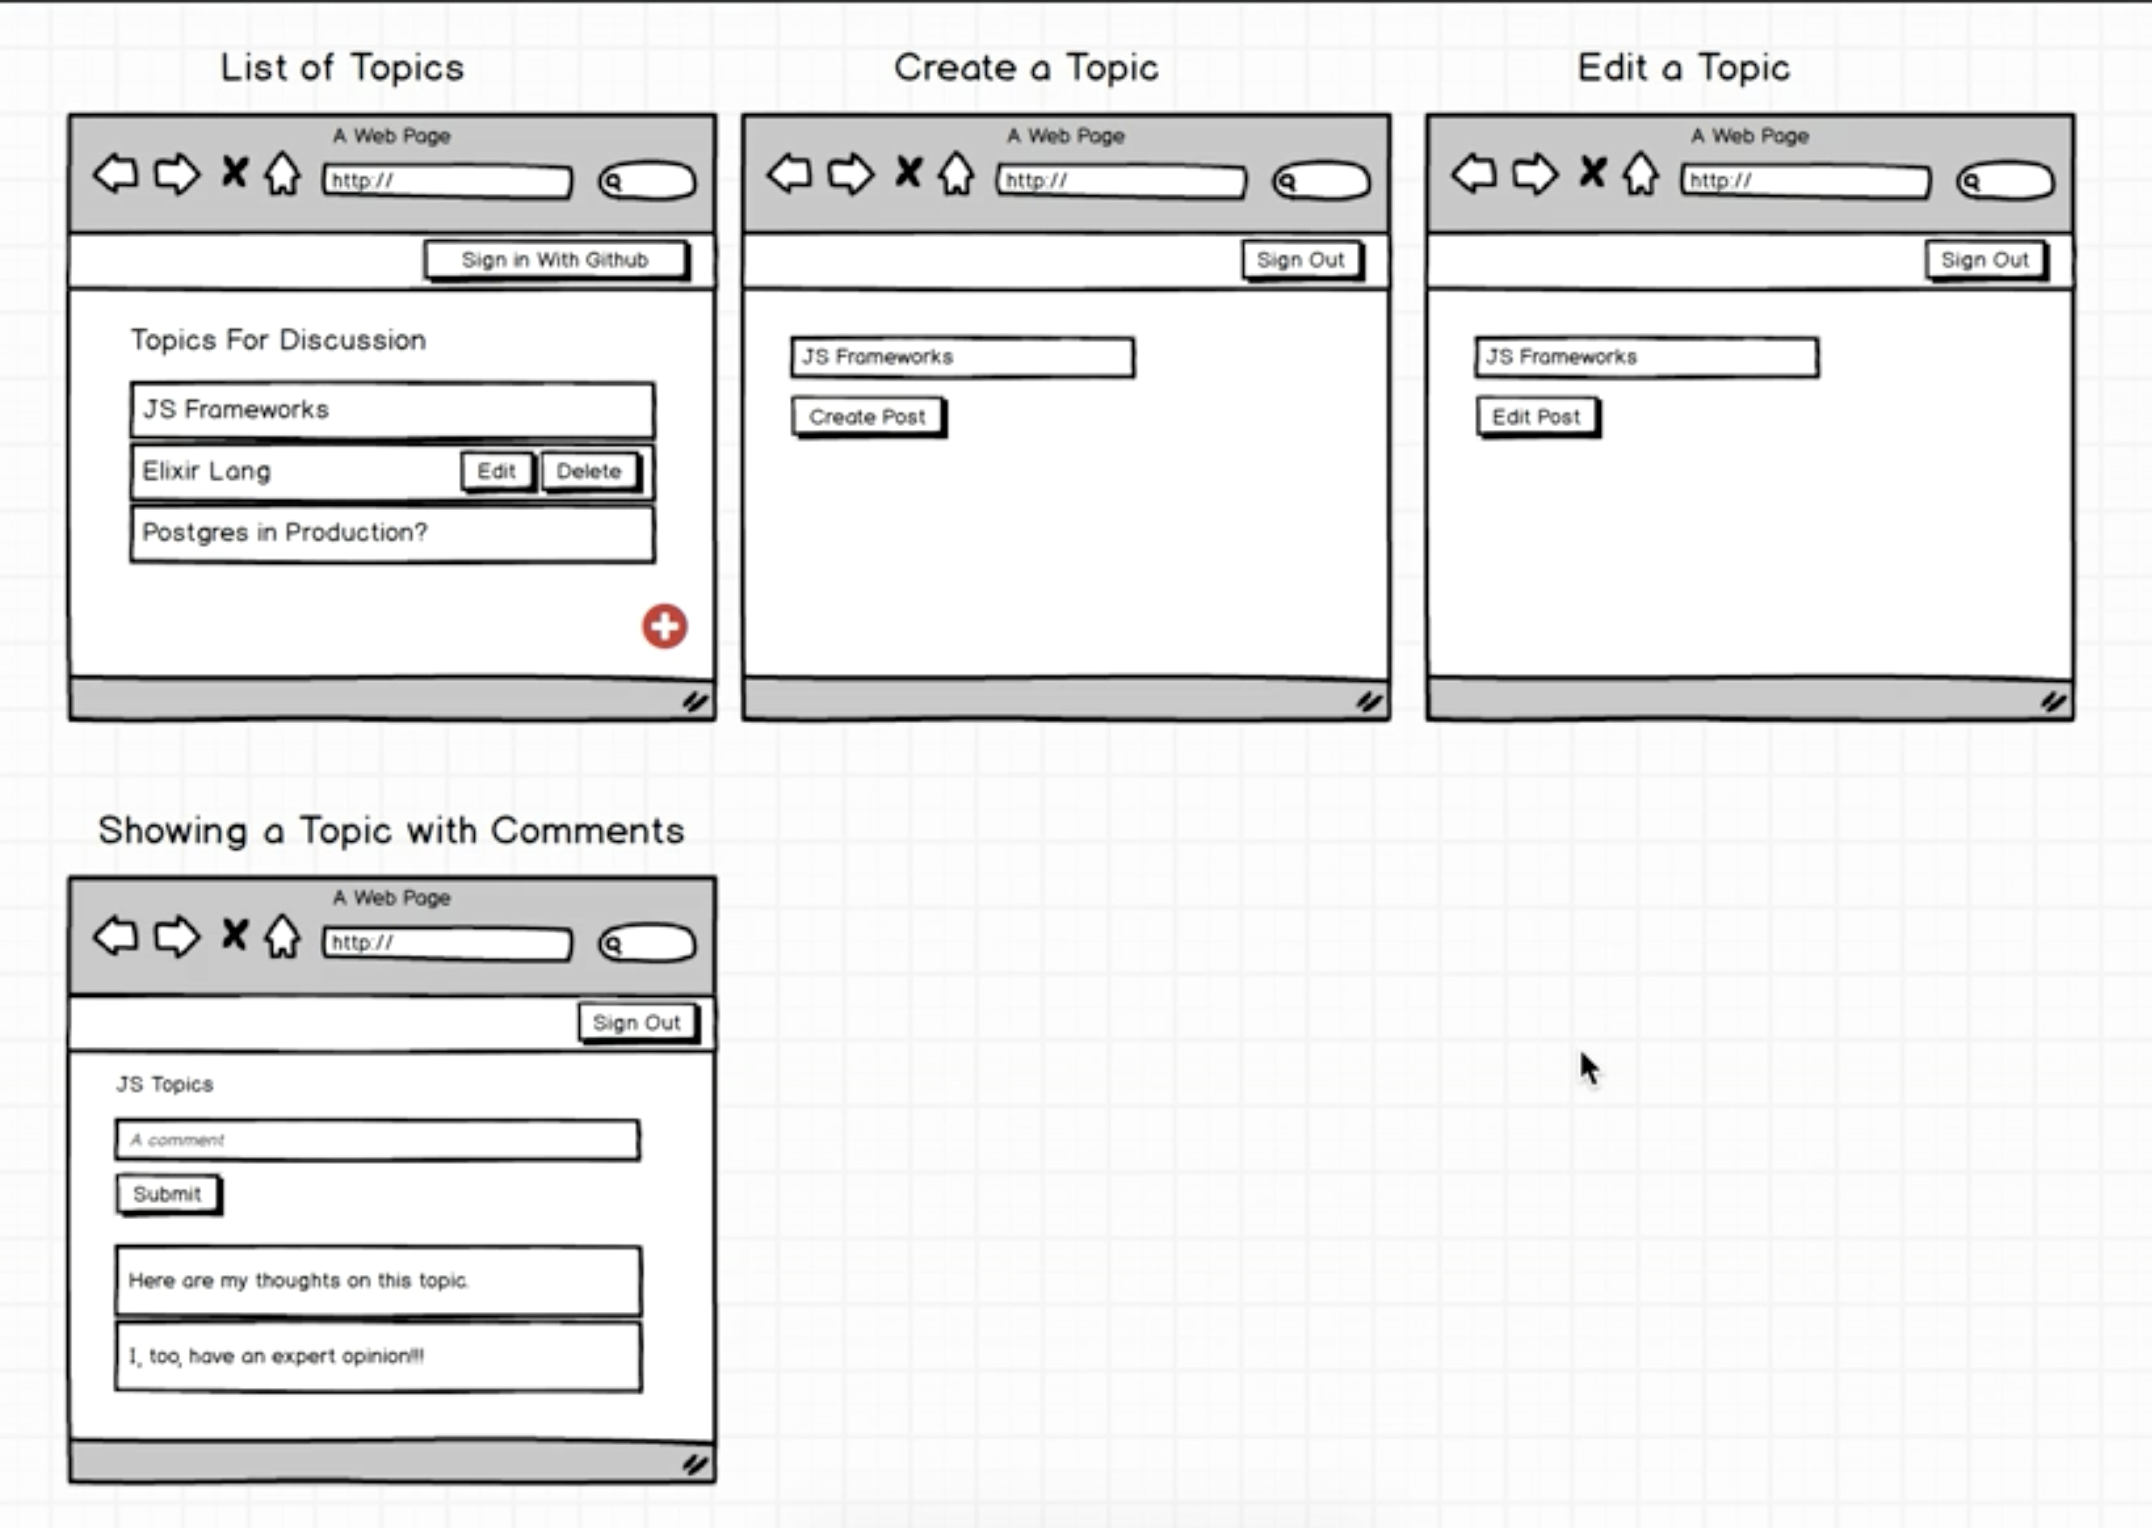 List of Topics
A Web Page
http://
Sign in With Github
Topics For Discussion
JS Frameworks
Elixir Lang Edit Delete
Postgres in Production?
Create a Topic
A Web Page
http://
Sign Out
JS Frameworks
Create Post
Edit a Topic
A Web Page
http://
Sign Out
JS Frameworks
Edit Post
Showing a Topic with Comments
A Web Page
http://
Sign Out
JS Topics
A comment
Submit
Here are my thoughts on this topic.
I, too, have an expert opinion!!!